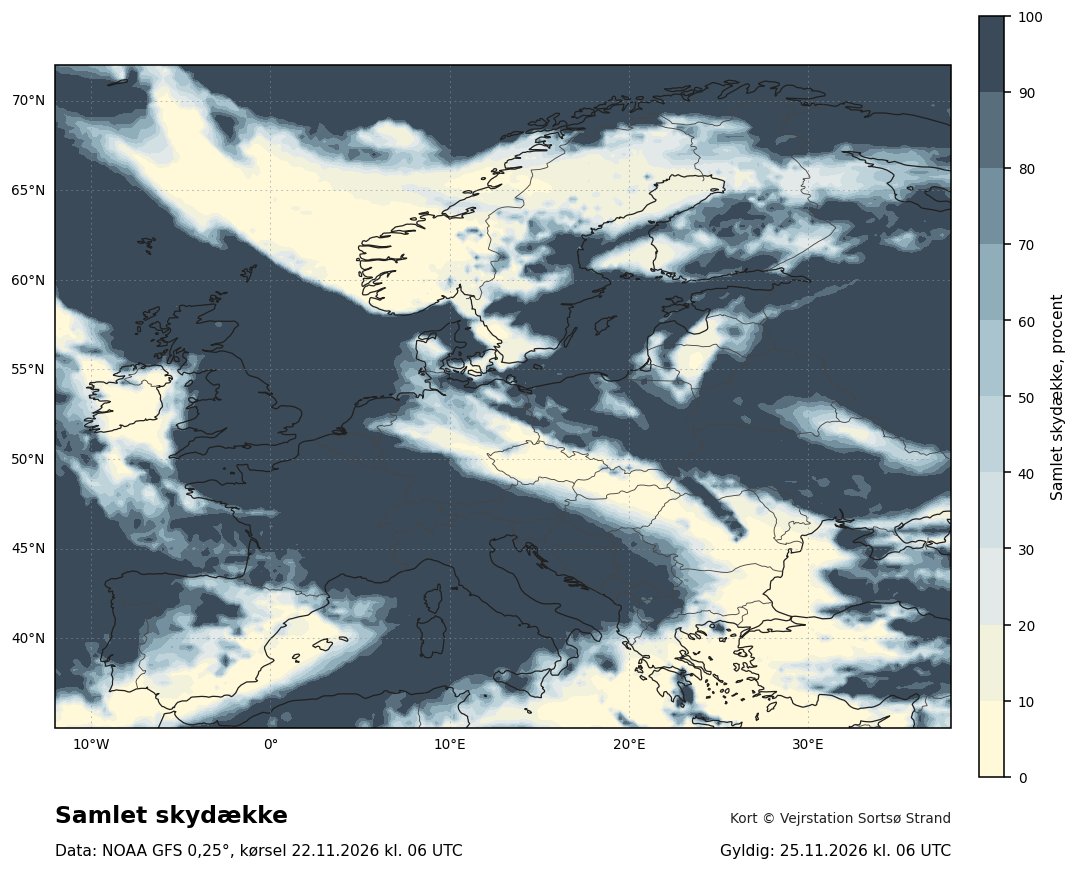 100
90
80
70
60
50
40
30
20
10
0
Samlet skydække, procent
70°N
65°N
60°N
55°N
50°N
45°N
40°N
10°W
0°
10°E
20°E
30°E
Samlet skydække
Kort © Vejrstation Sortsø Strand
Data: NOAA GFS 0,25°, kørsel 22.11.2026 kl. 06 UTC
Gyldig: 25.11.2026 kl. 06 UTC